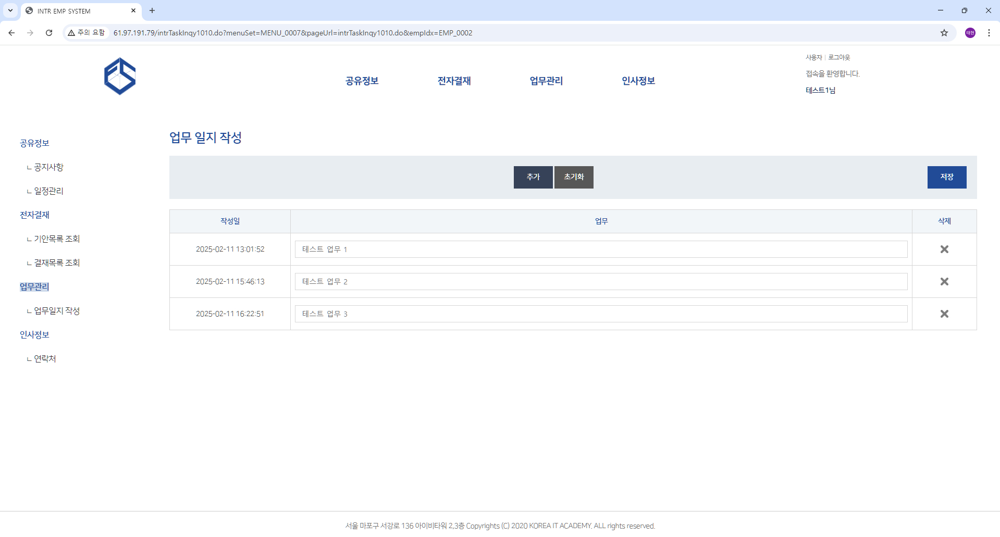 INTR EMP SYSTEM
주의 요함 61.97.191.79/intrTaskInqy1010.do?menuSet=MENU_0007&pageUrl=intrTaskInqy1010.do&empIdx=EMP_0002
태현
사용자 | 로그아웃
접속을 환영합니다.
테스트1님
공유정보 전자결재 업무관리 인사정보
공유정보
ㄴ 공지사항
ㄴ 일정관리
전자결재
ㄴ 기안목록 조회
ㄴ 결재목록 조회
업무관리
ㄴ 업무일지 작성
인사정보
ㄴ 연락처
업무 일지 작성
추가 초기화 저장
작성일 업무 삭제
2025-02-11 13:01:52 테스트 업무 1
2025-02-11 15:46:13 테스트 업무 2
2025-02-11 16:22:51 테스트 업무 3
서울 마포구 서강로 136 아이비타워 2,3층 Copyrights (C) 2020 KOREA IT ACADEMY. ALL rights reserved.